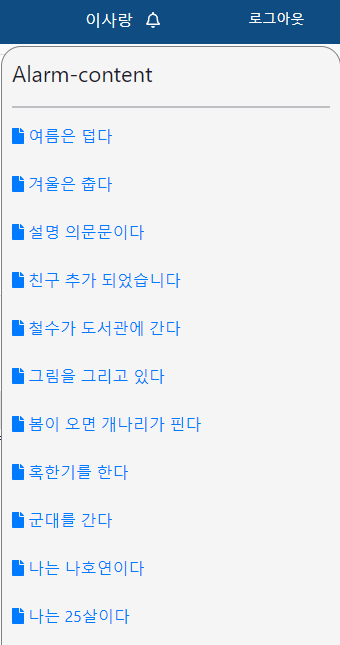 이사랑 로그아웃
Alarm-content
여름은 덥다
겨울은 춥다
설명 의문문이다
친구 추가 되었습니다
철수가 도서관에 간다
그림을 그리고 있다
봄이 오면 개나리가 핀다
혹한기를 한다
군대를 간다
나는 나호연이다
나는 25살이다